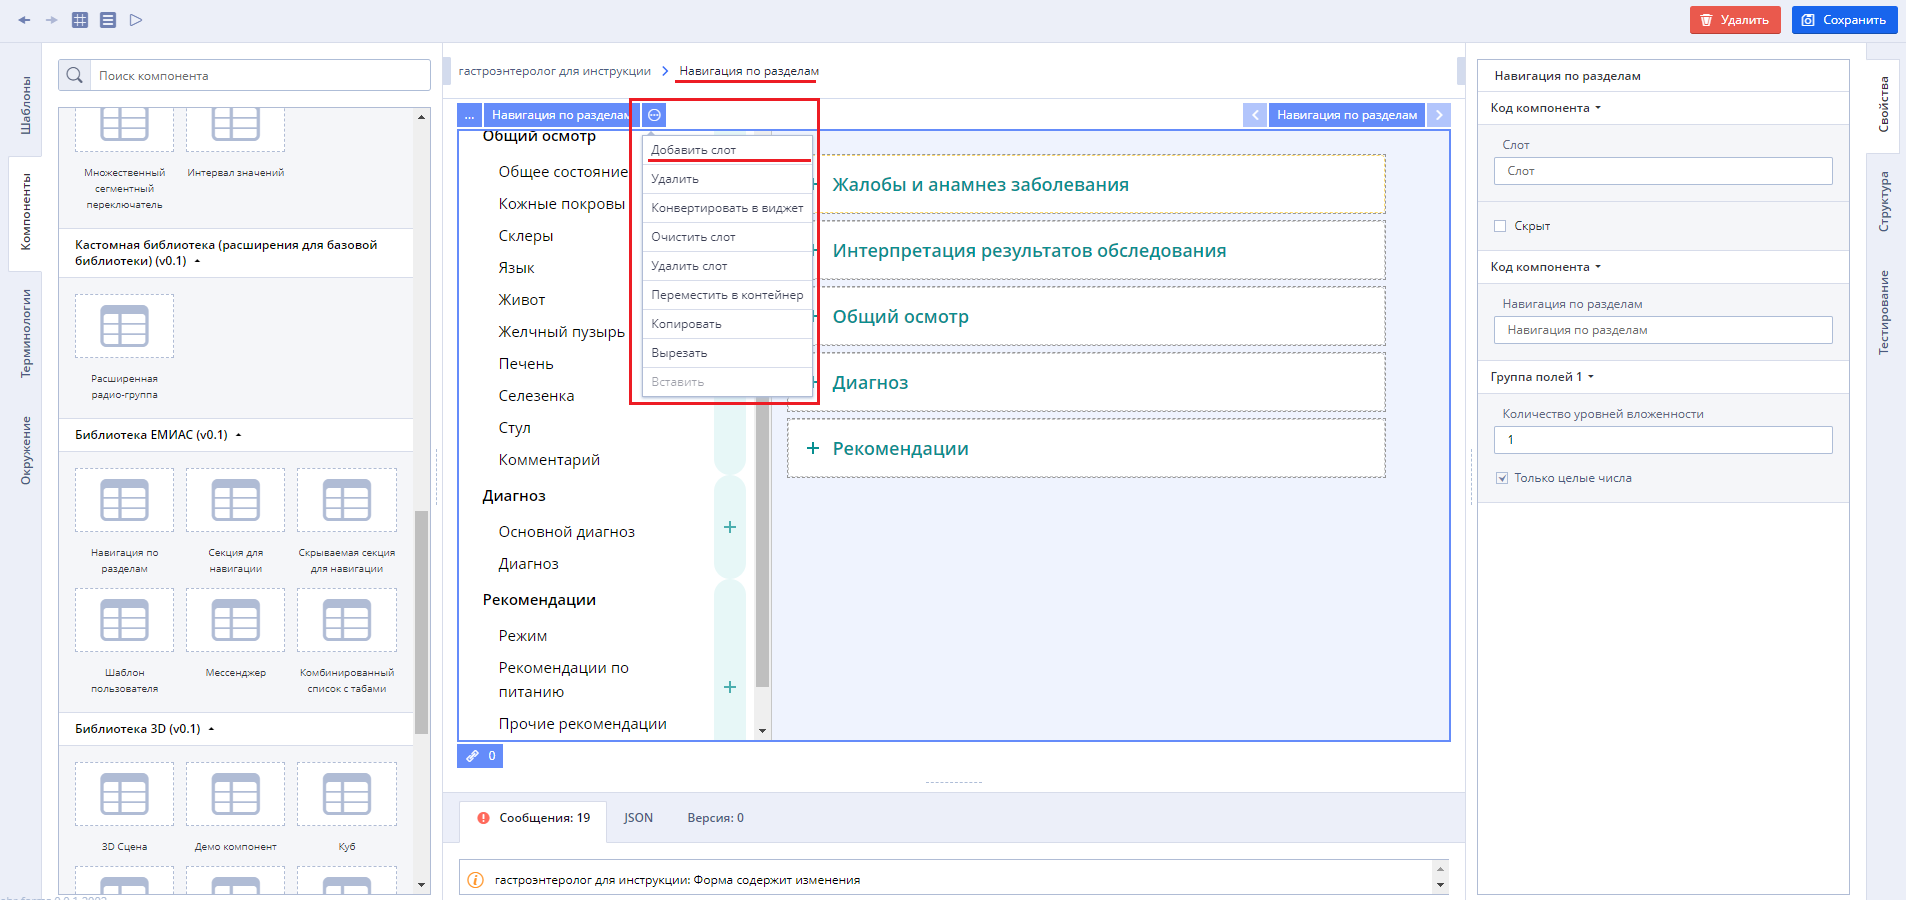 Удалить
Сохранить
Шаблоны
Компоненты
Терминологии
Окружение
Поиск компонента
Множественный
сегментный
переключатель
Интервал значений
Кастомная библиотека (расширения для базовой
библиотеки) (v0.1)
Расширенная
радио-группа
Библиотека ЕМИАС (v0.1)
Навигация по
разделам
Секция для
навигации
Скрываемая секция
для навигации
Шаблон
пользователя
Мессенджер
Комбинированный
список с табами
Библиотека 3D (v0.1)
3D Сцена
Демо компонент
Куб
гастроэнтеролог для инструкции
Навигация по разделам
...
Навигация по разделам
Навигация по разделам
Общий осмотр
Общее состояние
Кожные покровы
Склеры
Язык
Живот
Желчный пузырь
Печень
Селезенка
Стул
Комментарий
Диагноз
Основной диагноз
Диагноз
Рекомендации
Режим
Рекомендации по
питанию
Прочие рекомендации
Добавить слот
Удалить
Конвертировать в виджет
Очистить слот
Удалить слот
Переместить в контейнер
Копировать
Вырезать
Вставить
Жалобы и анамнез заболевания
Интерпретация результатов обследования
Общий осмотр
Диагноз
+ Рекомендации
0
Сообщения: 19
JSON
Версия: 0
гастроэнтеролог для инструкции: Форма содержит изменения
Навигация по разделам
Код компонента
Слот
Слот
Скрыт
Код компонента
Навигация по разделам
Навигация по разделам
Группа полей 1
Количество уровней вложенности
1
Только целые числа
Свойства
Структура
Тестирование